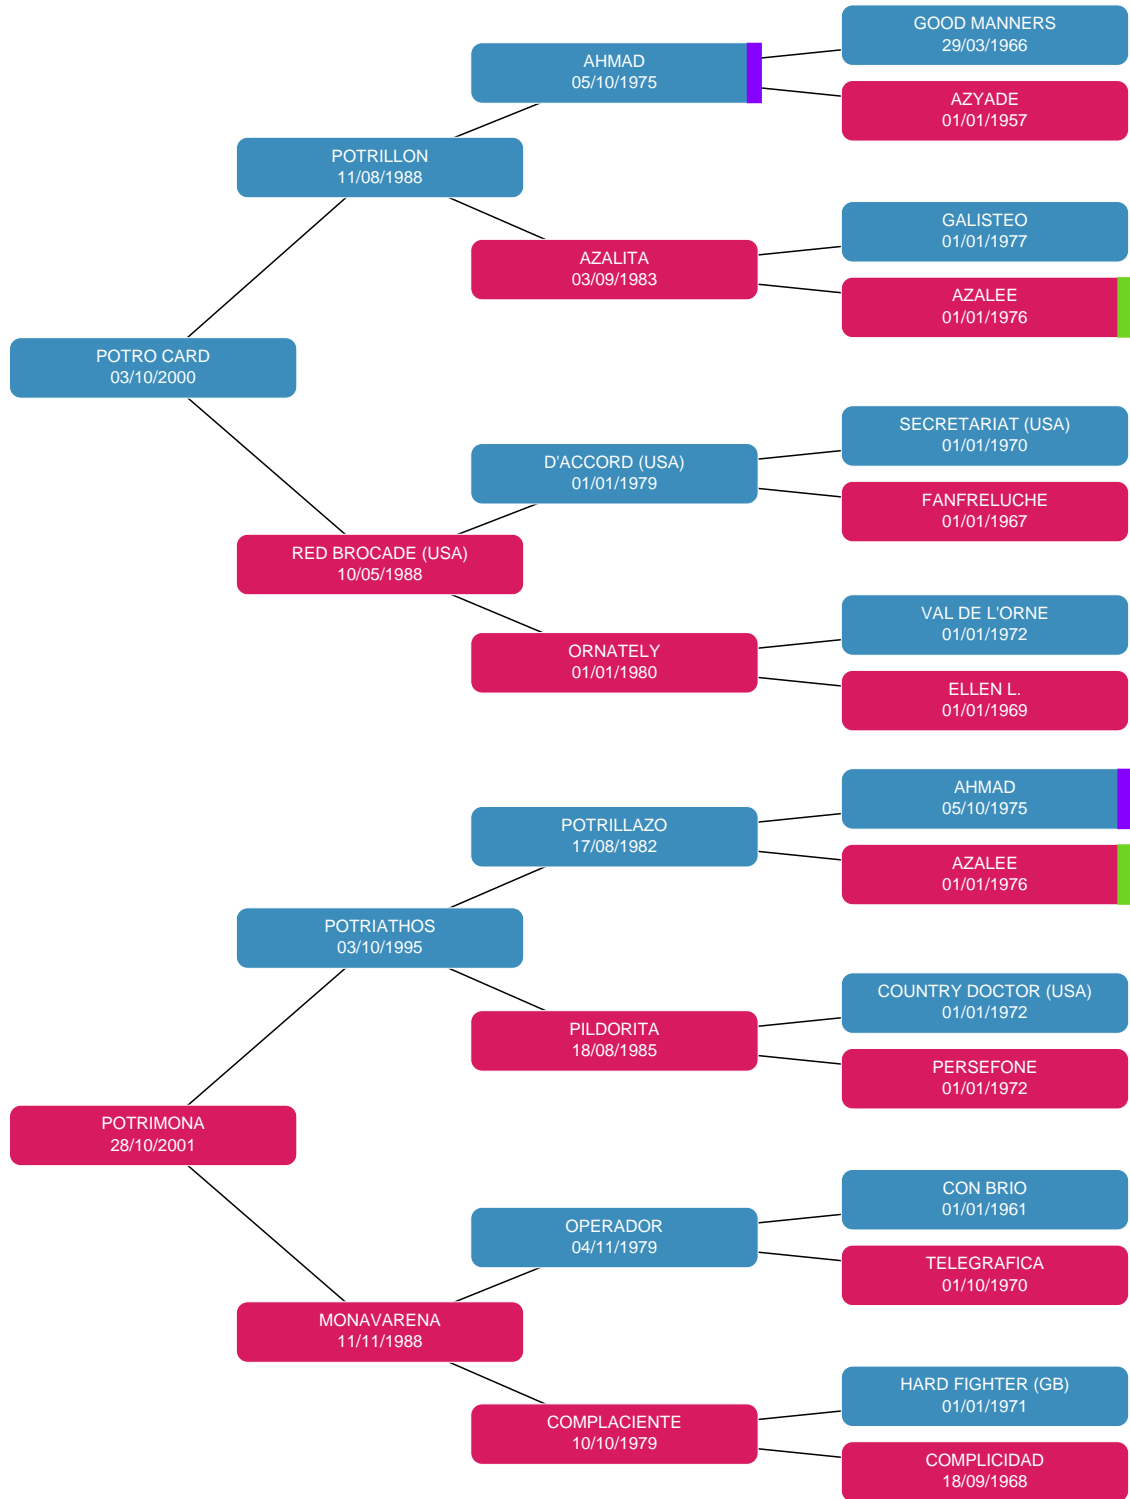 GOOD MANNERS
29/03/1966
AHMAD
05/10/1975
AZYADE
01/01/1957
POTRILLON
11/08/1988
GALISTEO
01/01/1977
AZALITA
03/09/1983
AZALEE
01/01/1976
POTRO CARD
03/10/2000
SECRETARIAT (USA)
01/01/1970
D'ACCORD (USA)
01/01/1979
FANFRELUCHE
01/01/1967
RED BROCADE (USA)
10/05/1988
VAL DE L'ORNE
01/01/1972
ORNATELY
01/01/1980
ELLEN L.
01/01/1969
AHMAD
05/10/1975
POTRILLAZO
17/08/1982
AZALEE
01/01/1976
POTRIATHOS
03/10/1995
COUNTRY DOCTOR (USA)
01/01/1972
PILDORITA
18/08/1985
PERSEFONE
01/01/1972
POTRIMONA
28/10/2001
CON BRIO
01/01/1961
OPERADOR
04/11/1979
TELEGRAFICA
01/10/1970
MONAVARENA
11/11/1988
HARD FIGHTER (GB)
01/01/1971
COMPLACIENTE
10/10/1979
COMPLICIDAD
18/09/1968